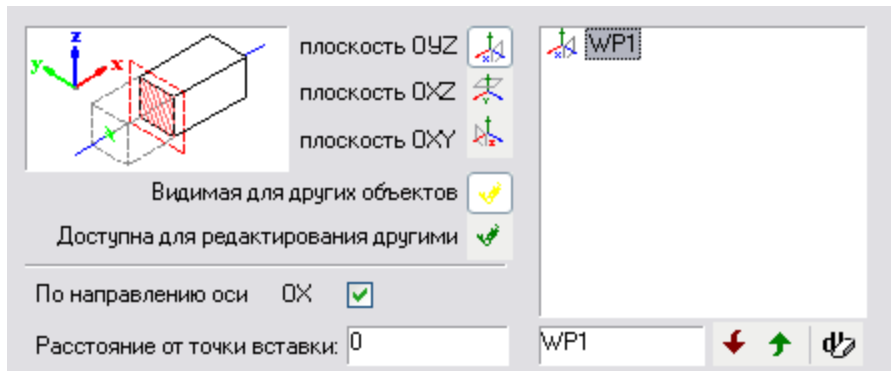 z
y
x
плоскость OYZ
WP1
плоскость OXZ
плоскость OXY
Видимая для других объектов
Доступна для редактирования другими
По направлению оси OX
Расстояние от точки вставки: 0
WP1